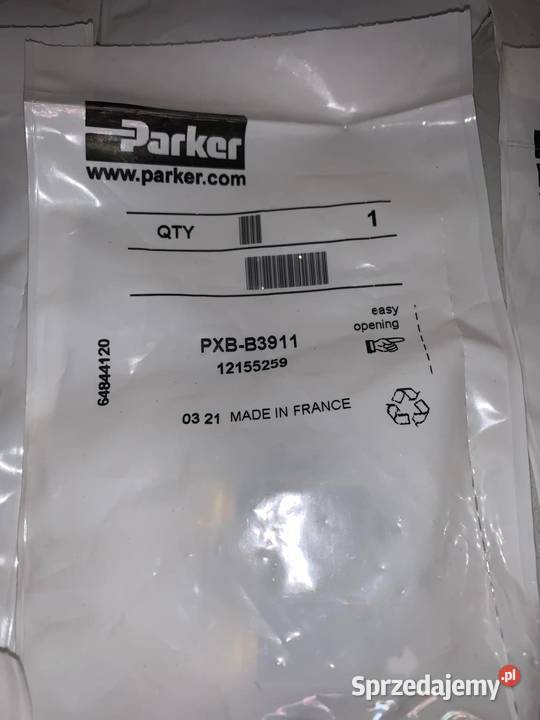 Parker
www.parker.com
QTY 1
easy
opening
PXB-B3911
12155259
64844120
03 21 MADE IN FRANCE
Sprzedajemy.pl